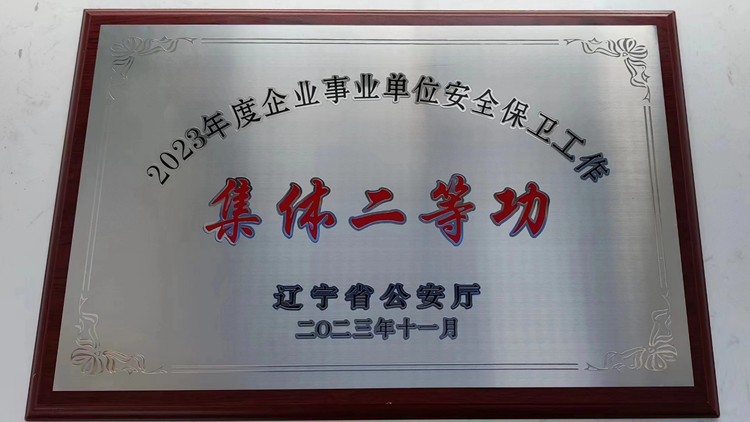 2023年度企业事业单位安全保卫工作
集体二等功
辽宁省公安厅
二〇二三年十一月